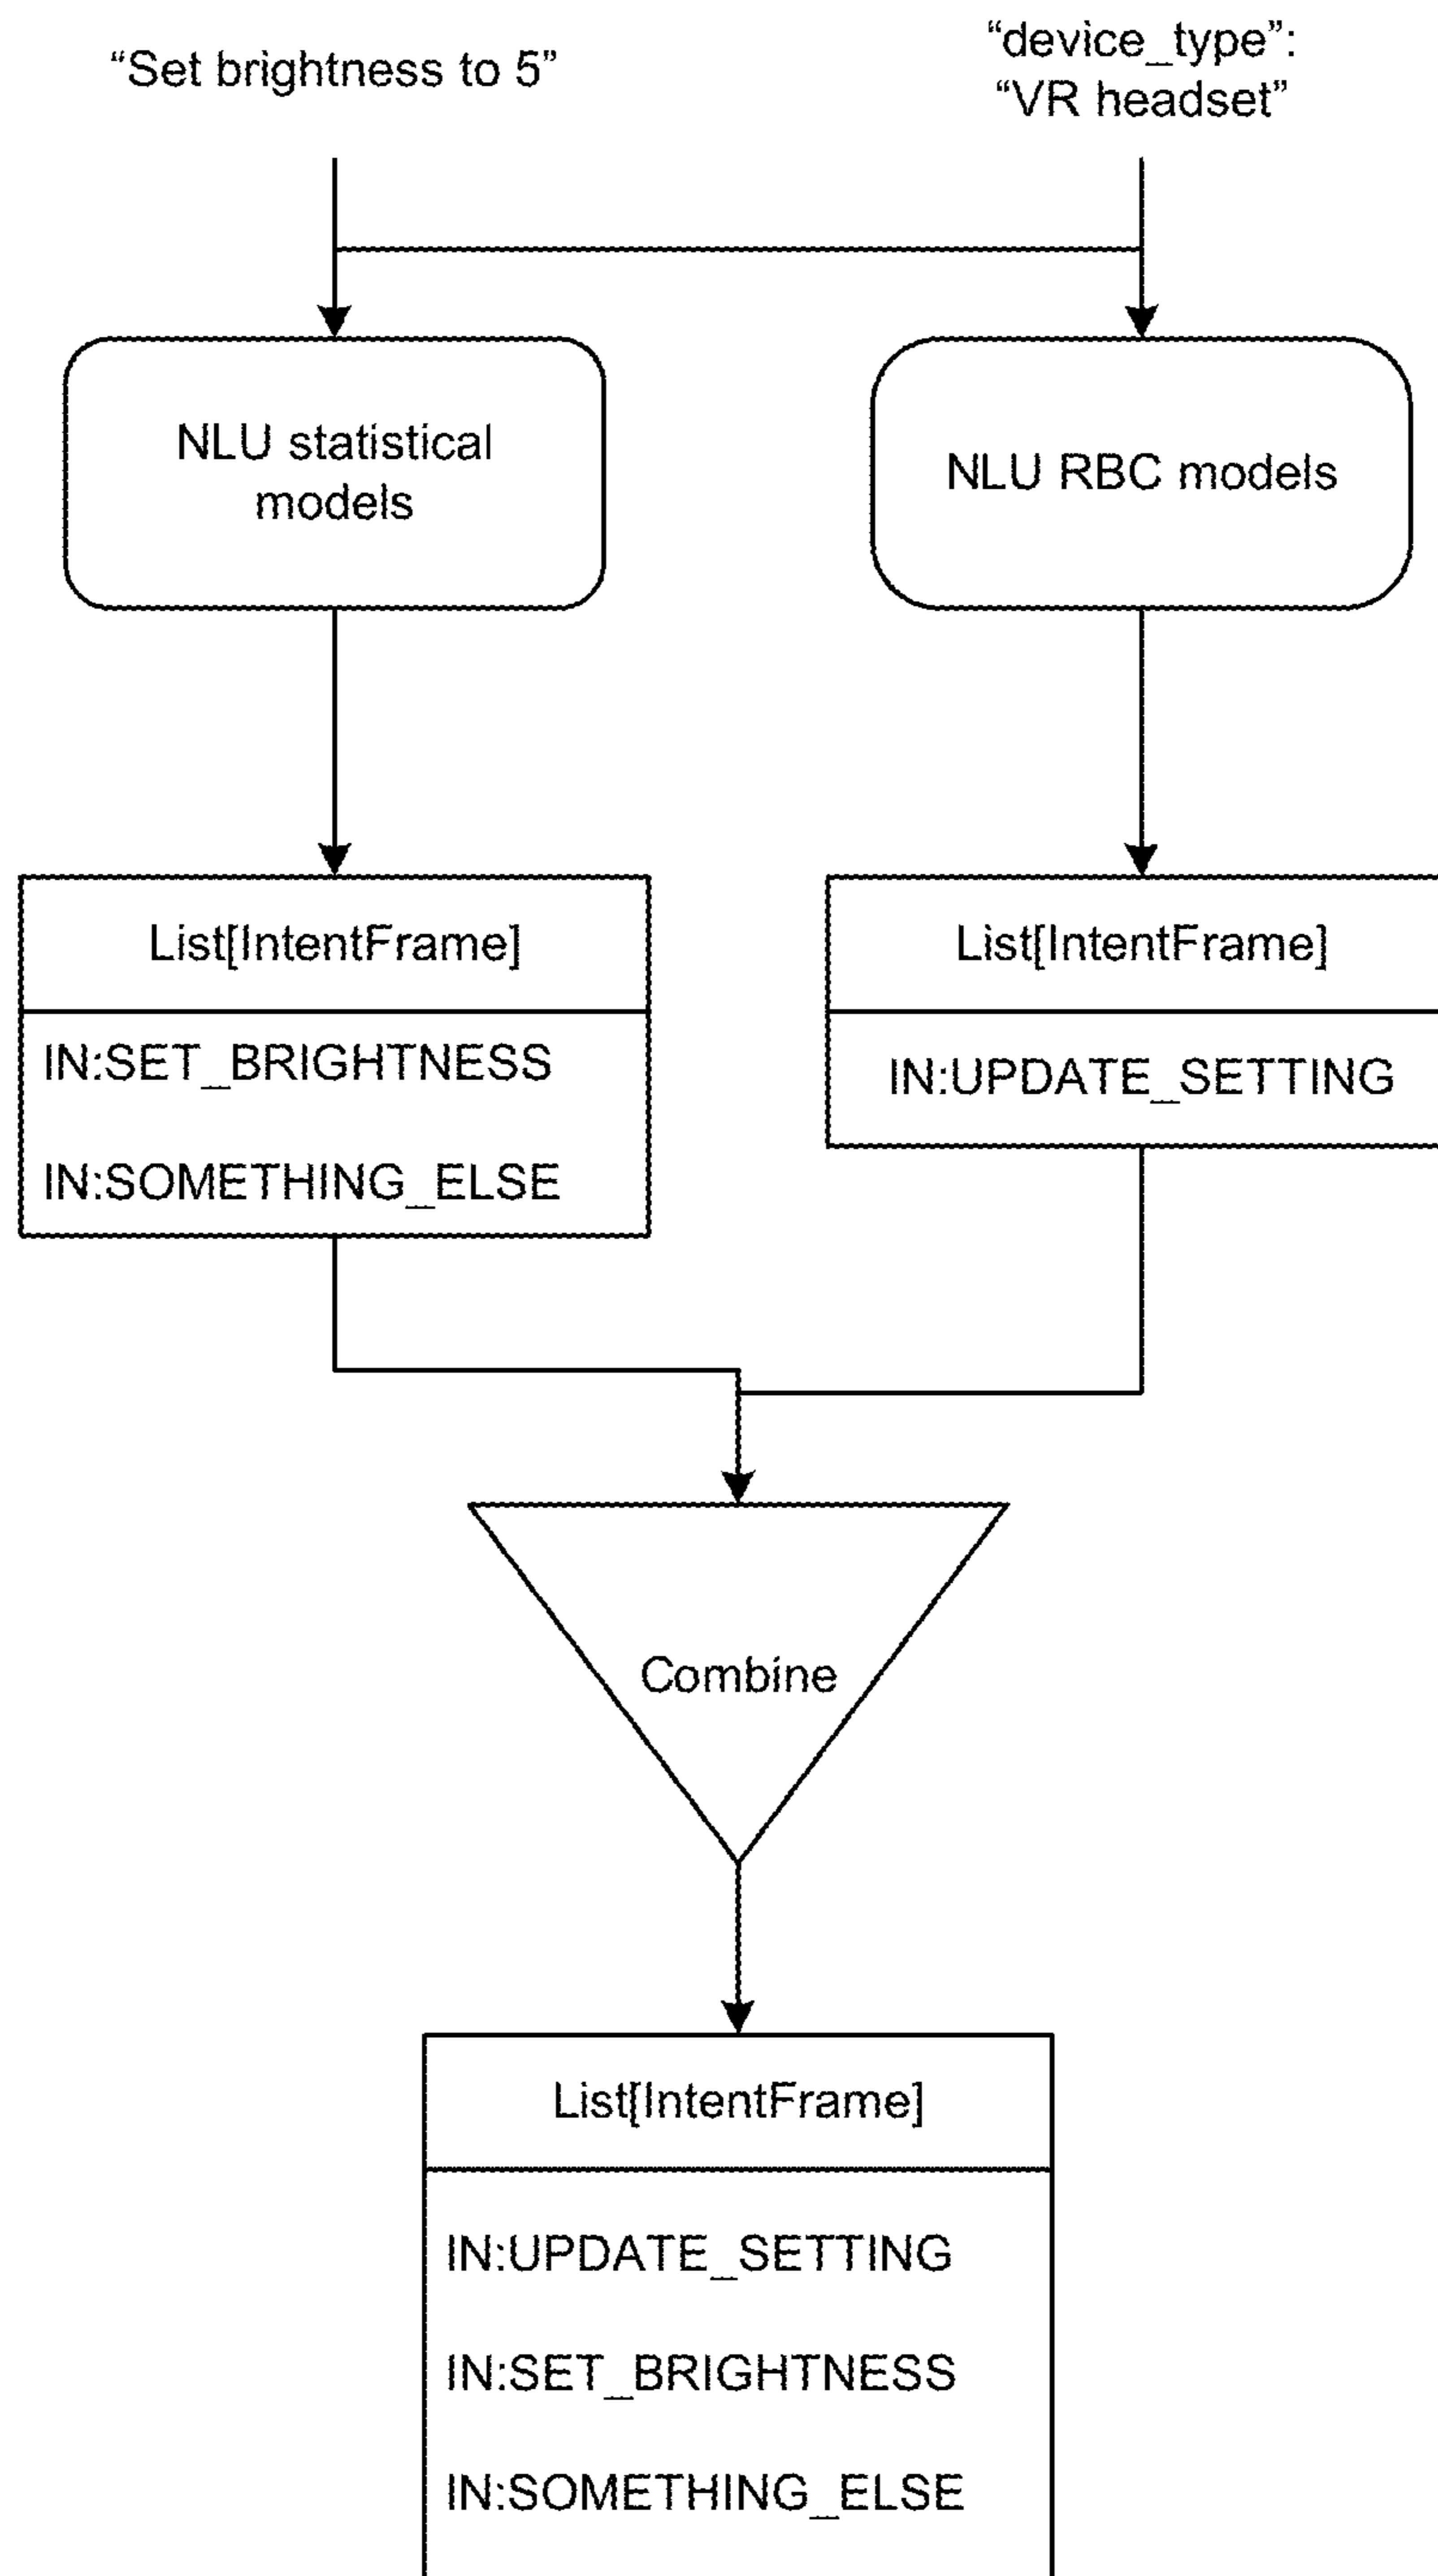 “Set brightness to 5”
“device_type”:
“VR headset”
NLU statistical
models
NLU RBC models
List[IntentFrame]
IN:SET_BRIGHTNESS
IN:SOMETHING_ELSE
List[IntentFrame]
IN:UPDATE_SETTING
Combine
List[IntentFrame]
IN:UPDATE_SETTING
IN:SET_BRIGHTNESS
IN:SOMETHING_ELSE